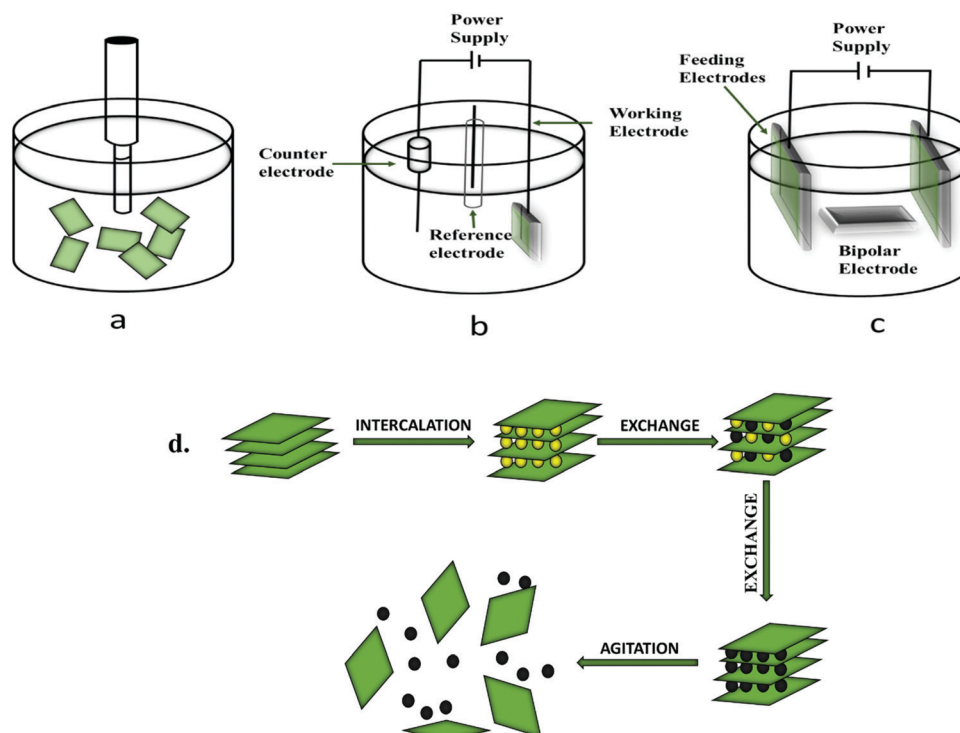 Power
Supply
Counter
electrode
Working
Electrode
Reference
electrode
Power
Supply
Feeding
Electrodes
Bipolar
Electrode
a
b
c
d.
INTERCALATION
EXCHANGE
EXCHANGE
AGITATION